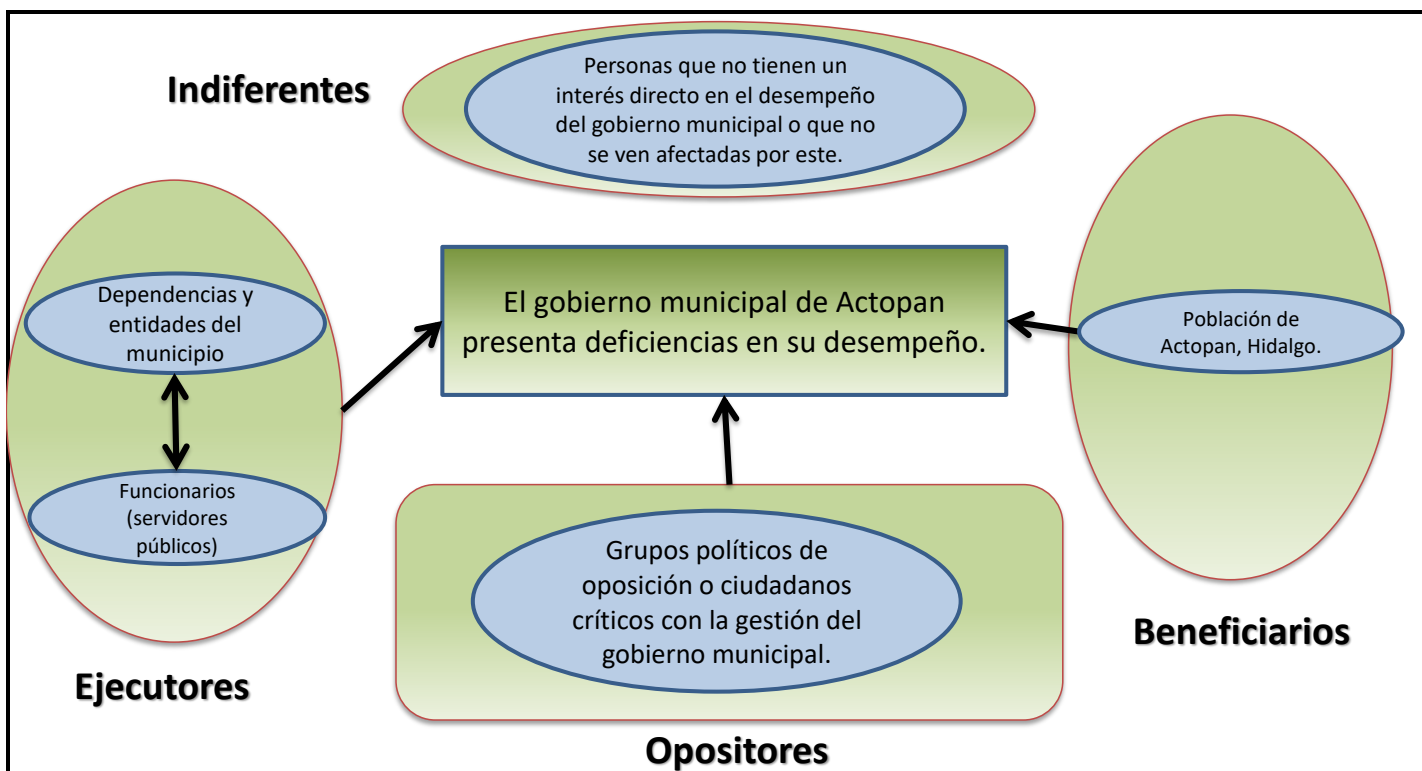 Indiferentes
Personas que no tienen un
interés directo en el desempeño
del gobierno municipal o que no
se ven afectadas por este.
Dependencias y
entidades del
municipio
Funcionarios
(servidores
públicos)
Ejecutores
El gobierno municipal de Actopan
presenta deficiencias en su desempeño.
Población de
Actopan, Hidalgo.
Beneficiarios
Grupos políticos de
oposición o ciudadanos
críticos con la gestión del
gobierno municipal.
Opositores